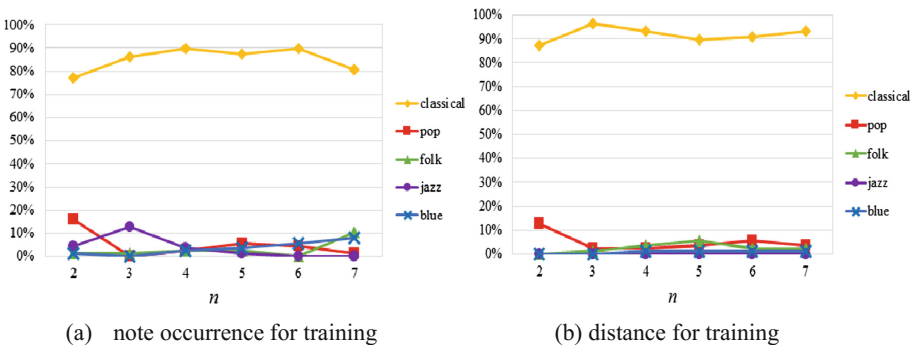 100%
90%
80%
70%
60%
50%
40%
30%
20%
10%
0%
2 3 4 5 6 7
n
classical
pop
folk
jazz
blue
(a) note occurrence for training
100%
90%
80%
70%
60%
50%
40%
30%
20%
10%
0%
2 3 4 5 6 7
n
classical
pop
folk
jazz
blue
(b) distance for training